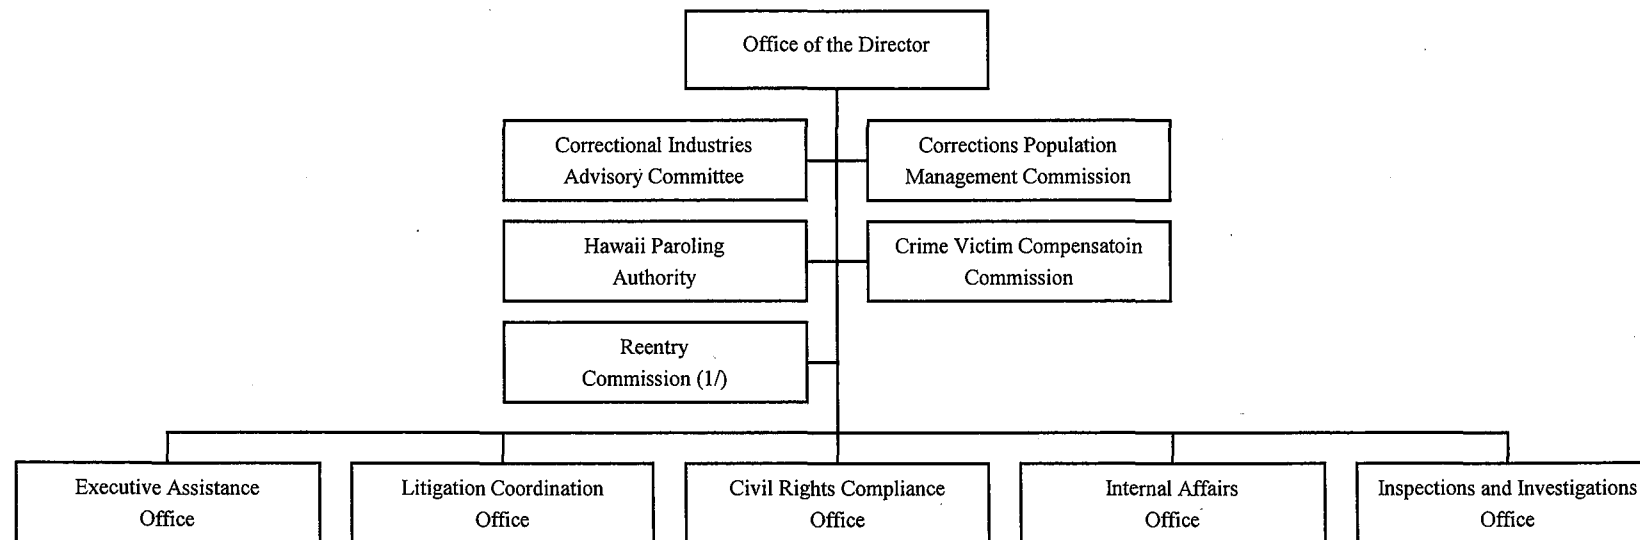 Office of the Director
Correctional Industries
Advisory Committee
Corrections Population
Management Commission
Hawaii Paroling
Authority
Crime Victim Compensatoin
Commission
Reentry
Commission (1/)
Executive Assistance
Office
Litigation Coordination
Office
Civil Rights Compliance
Office
Internal Affairs
Office
Inspections and Investigations
Office